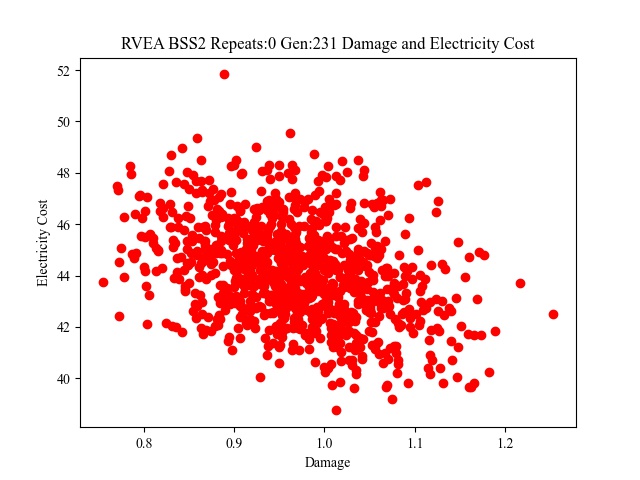 RVEA BSS2 Repeats:0 Gen:231 Damage and Electricity Cost
52
50
48
46
44
42
40
Electricity Cost
0.8 0.9 1.0 1.1 1.2
Damage